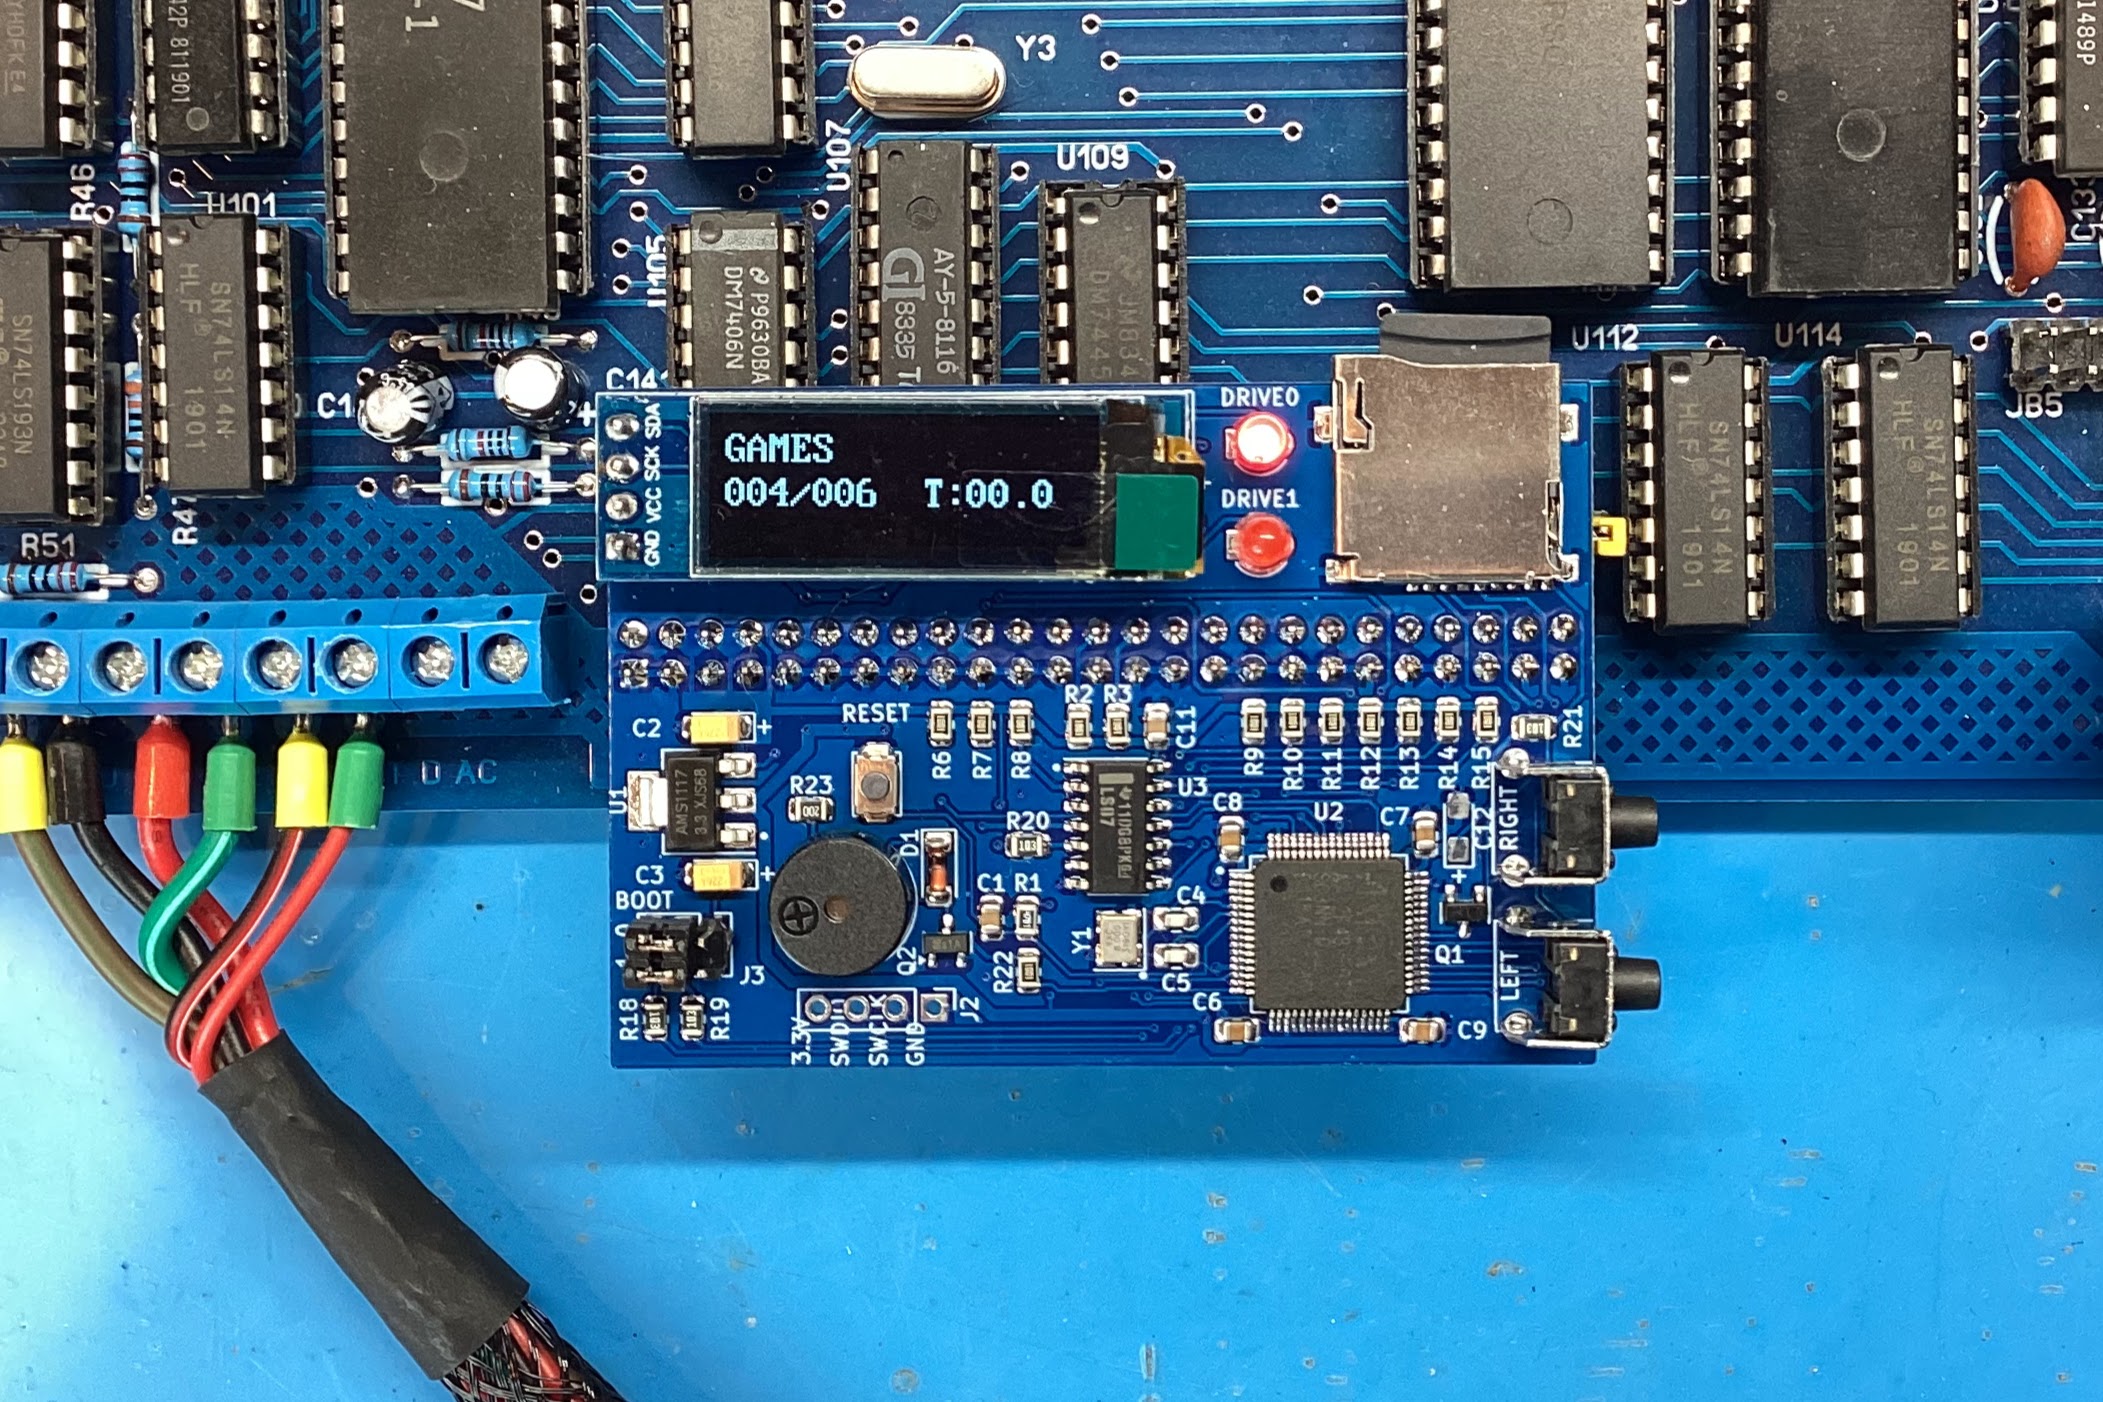 Y3
U107
U109
R46
U101
U105
SN74LS14N
HLF 1901
SN74LS193N
P9630BA
DM7406N
AY-5-8116
GI 8335
1489P
C15
U112
U114
JB5
SN74LS14N
HLF 1901
SN74LS14N
HLF 1901
R47
R51
D AC
SDA
SCK
VCC
GND
GAMES
004/006 T:00.0
DRIVE0
DRIVE1
RESET
C2
+
R6
R7
R8
R2
R3
C11
R9
R10
R11
R12
R13
R14
R15
R21
U1
AMS1117
3.3
R23
R20
U3
LS07
C8
U2
C7
C12
+
RIGHT
C3
+
BOOT
D1
C1
R1
C4
Y1
C5
Q2
R22
C6
Q1
LEFT
C9
J3
R18
R19
J2
3.3V
SWD
SWC
GND